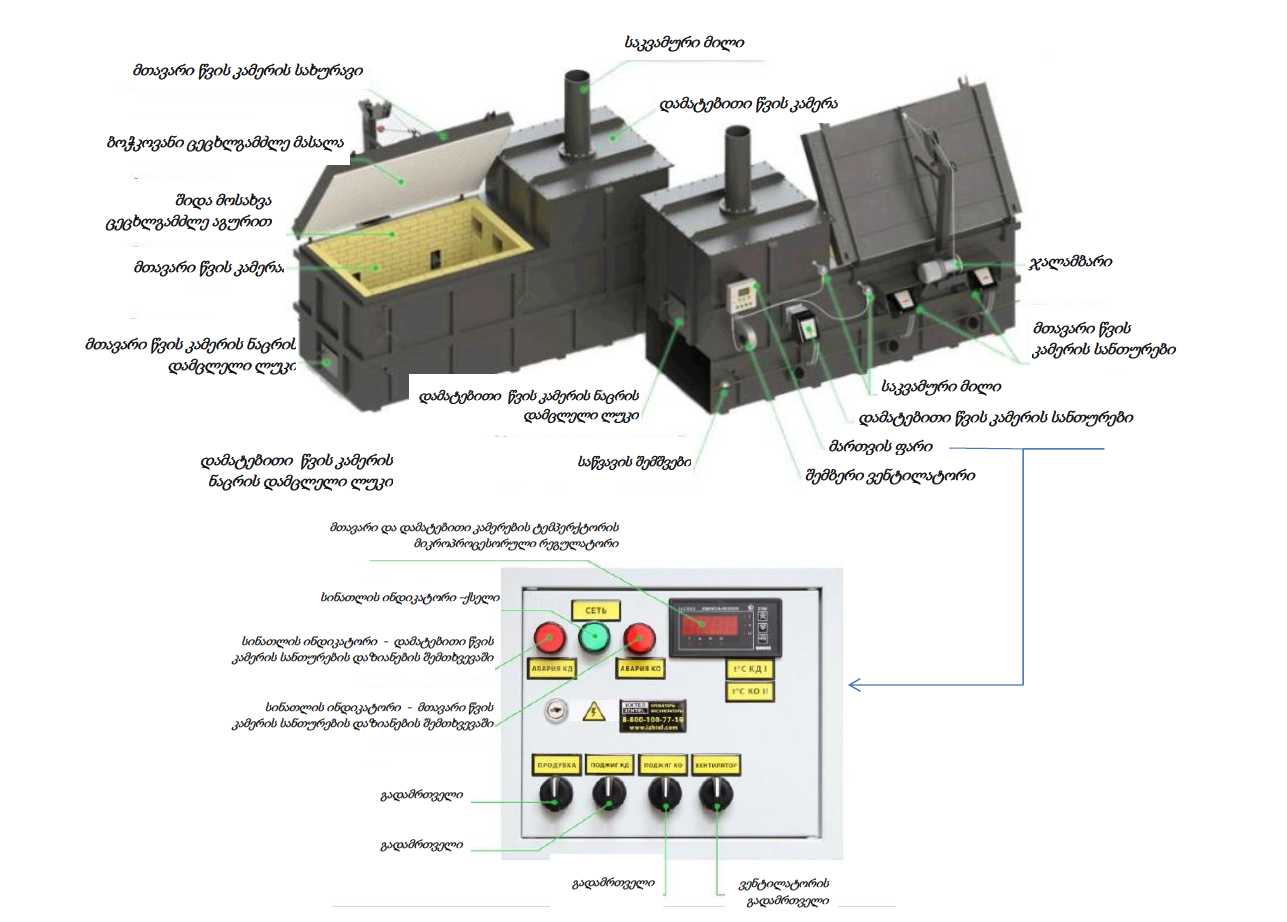 საკვამური მილი
მთავარი წვის კამერის სახურავი
დამატებითი წვის კამერა
ბოჭკოვანი ცეცხლგამძლე მასალა
შიდა მოსახვა
ცეცხლგამძლე აგურით
მთავარი წვის კამერა
ჯალამბარი
მთავარი წვის
კამერის სანთურები
მთავარი წვის კამერის ნაცრის
დამცლელი ლუკი
საკვამური მილი
დამატებითი წვის კამერის ნაცრის
დამცლელი ლუკი
დამატებითი წვის კამერის სანთურები
მართვის ფარი
საწვავის შემშვები
შემბერი ვენტილატორი
დამატებითი წვის კამერის
ნაცრის დამცლელი ლუკი
მთავარი და დამატებითი კამერების ტემპერქტორის
მიკროპროცესორული რეგულატორი
სინათლის ინდიკატორი -ქსელი
СЕТЬ
სინათლის ინდიკატორი - დამატებითი წვის
კამერის სანთურების დაზიანების შემთხვევაში
АВАРИЯ КД
АВАРИЯ КО
t°C КД I
t°C КО II
სინათლის ინდიკატორი - მთავარი წვის
კამერის სანთურების დაზიანების შემთხვევაში
8-800-100-77-19
www.izhtel.com
ПРОДУВКА
ПОДЖИГ КД
ПОДЖИГ КО
ВЕНТИЛЯТОР
გადამრთველი
გადამრთველი
გადამრთველი
ვენტილატორის
გადამრთველი